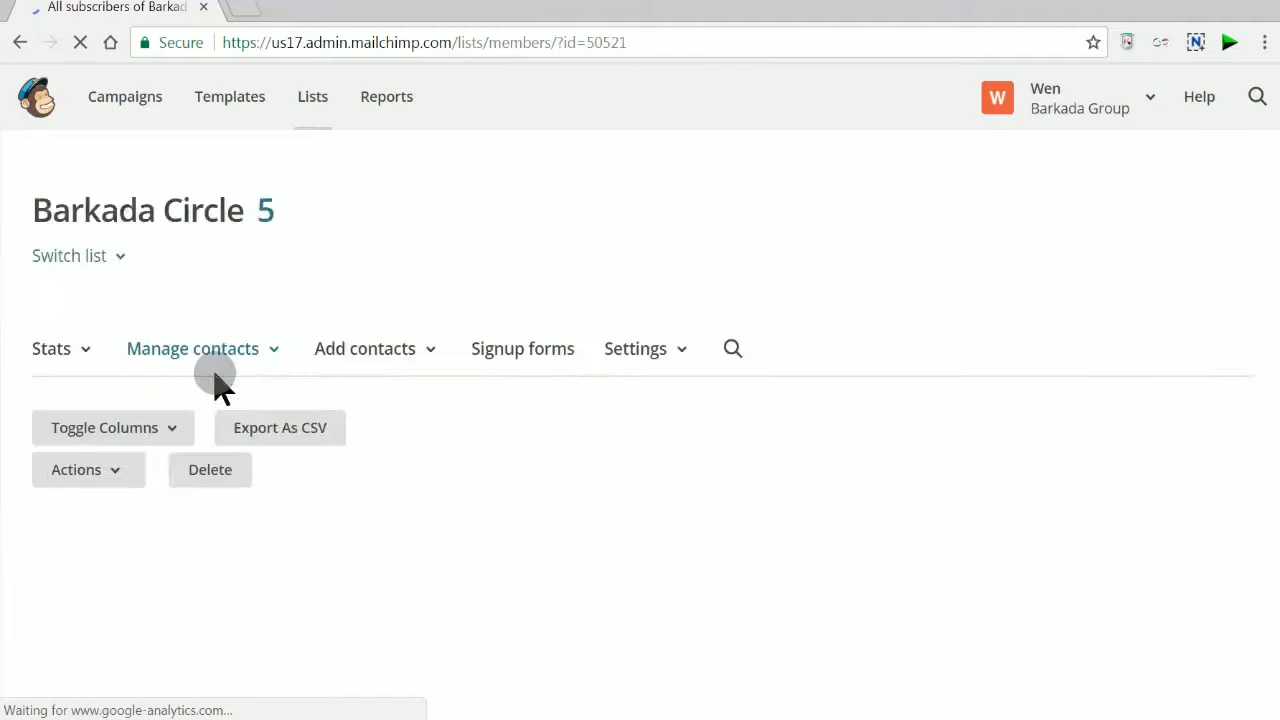 All subscribers of Barkad
Secure
https://us17.admin.mailchimp.com/lists/members/?id=50521
Campaigns
Templates
Lists
Reports
W
Wen
Barkada Group
Help
Barkada Circle 5
Switch list
Stats
Manage contacts
Add contacts
Signup forms
Settings
Toggle Columns
Export As CSV
Actions
Delete
Waiting for www.google-analytics.com...